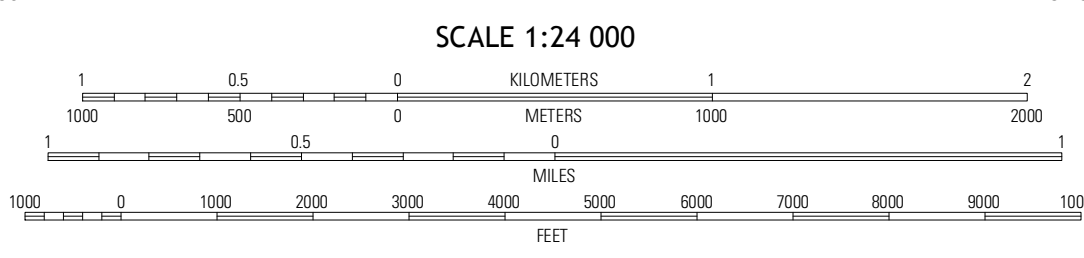 SCALE 1:24 000
1 0.5 0 KILOMETERS 1 2
1000 500 0 METERS 1000 2000
1 0.5 0 1
MILES
1000 0 1000 2000 3000 4000 5000 6000 7000 8000 9000 100
FEET